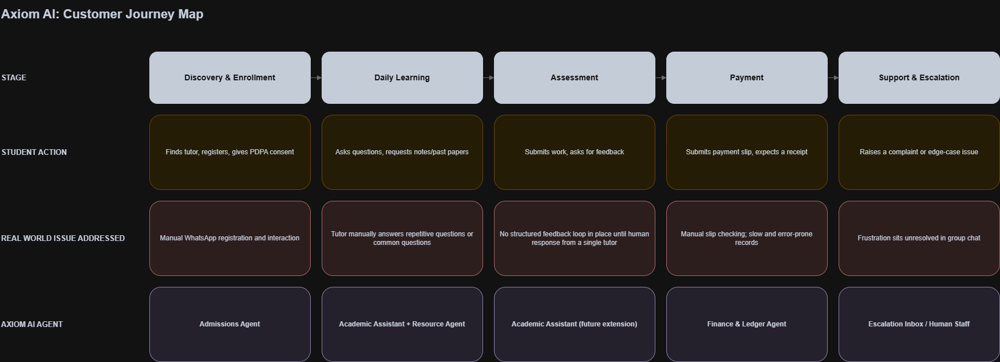 Axiom AI: Customer Journey Map
STAGE
Discovery & Enrollment
Daily Learning
Assessment
Payment
Support & Escalation
STUDENT ACTION
Finds tutor, registers, gives PDPA consent
Asks questions, requests notes/past papers
Submits work, asks for feedback
Submits payment slip, expects a receipt
Raises a complaint or edge-case issue
REAL WORLD ISSUE ADDRESSED
Manual WhatsApp registration and interaction
Tutor manually answers repetitive questions or
common questions
No structured feedback loop in place until human
response from a single tutor
Manual slip checking; slow and error-prone
records
Frustration sits unresolved in group chat
AXIOM AI AGENT
Admissions Agent
Academic Assistant + Resource Agent
Academic Assistant (future extension)
Finance & Ledger Agent
Escalation Inbox / Human Staff